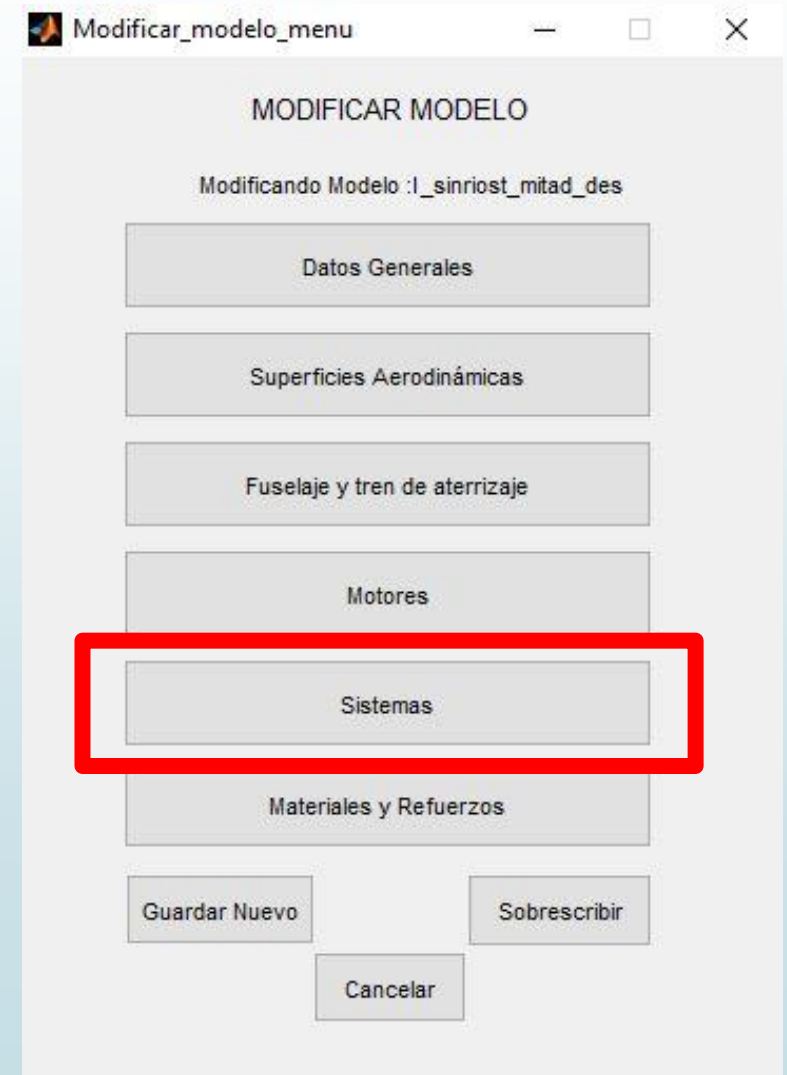 Modificar_modelo_menu
MODIFICAR MODELO
Modificando Modelo :I_sinriost_mitad_des
Datos Generales
Superficies Aerodinámicas
Fuselaje y tren de aterrizaje
Motores
Sistemas
Materiales y Refuerzos
Guardar Nuevo
Sobrescribir
Cancelar